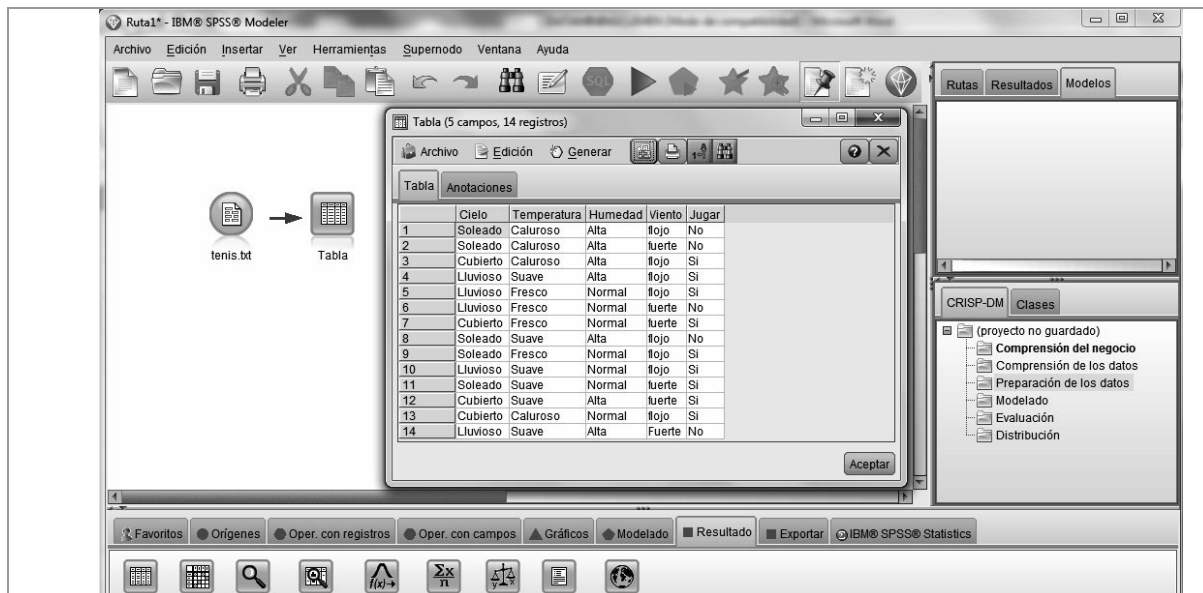 Ruta1* - IBM® SPSS® Modeler
Archivo Edición Insertar Ver Herramientas Supernodo Ventana Ayuda
SQL
Rutas Resultados Modelos
Tabla (5 campos, 14 registros)
Archivo Edición Generar
Tabla Anotaciones
Cielo Temperatura Humedad Viento Jugar
1 Soleado Caluroso Alta flojo No
2 Soleado Caluroso Alta fuerte No
3 Cubierto Caluroso Alta flojo Si
4 Lluvioso Suave Alta flojo Si
5 Lluvioso Fresco Normal flojo Si
6 Lluvioso Fresco Normal fuerte No
7 Cubierto Fresco Normal fuerte Si
8 Soleado Suave Alta flojo No
9 Soleado Fresco Normal flojo Si
10 Lluvioso Suave Normal flojo Si
11 Soleado Suave Normal fuerte Si
12 Cubierto Suave Alta fuerte Si
13 Cubierto Caluroso Normal flojo Si
14 Lluvioso Suave Alta Fuerte No
Aceptar
tenis.txt
Tabla
CRISP-DM Clases
(proyecto no guardado)
Comprensión del negocio
Comprensión de los datos
Preparación de los datos
Modelado
Evaluación
Distribución
Favoritos Orígenes Oper. con registros Oper. con campos Gráficos Modelado Resultado Exportar IBM® SPSS® Statistics
f(x)→
Σx
n
y x